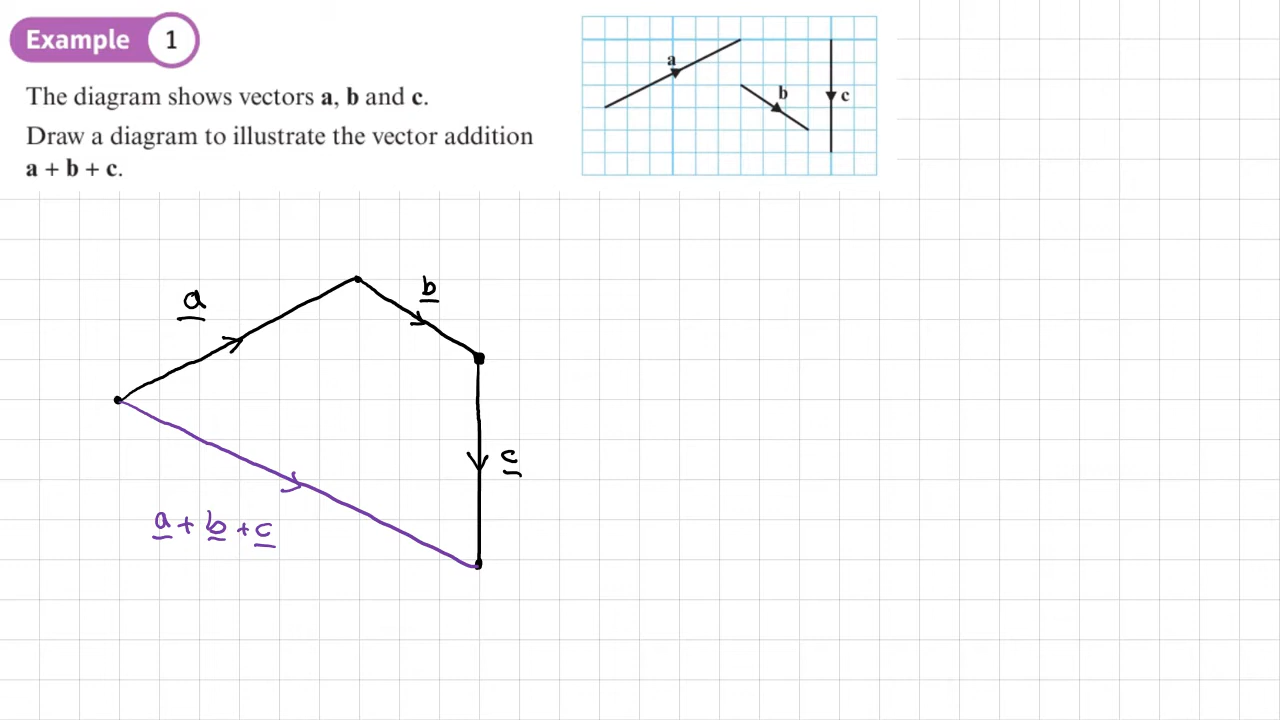 Example 1
The diagram shows vectors a, b and c.
Draw a diagram to illustrate the vector addition
a + b + c.
a
b
c
a
b
c
a + b + c